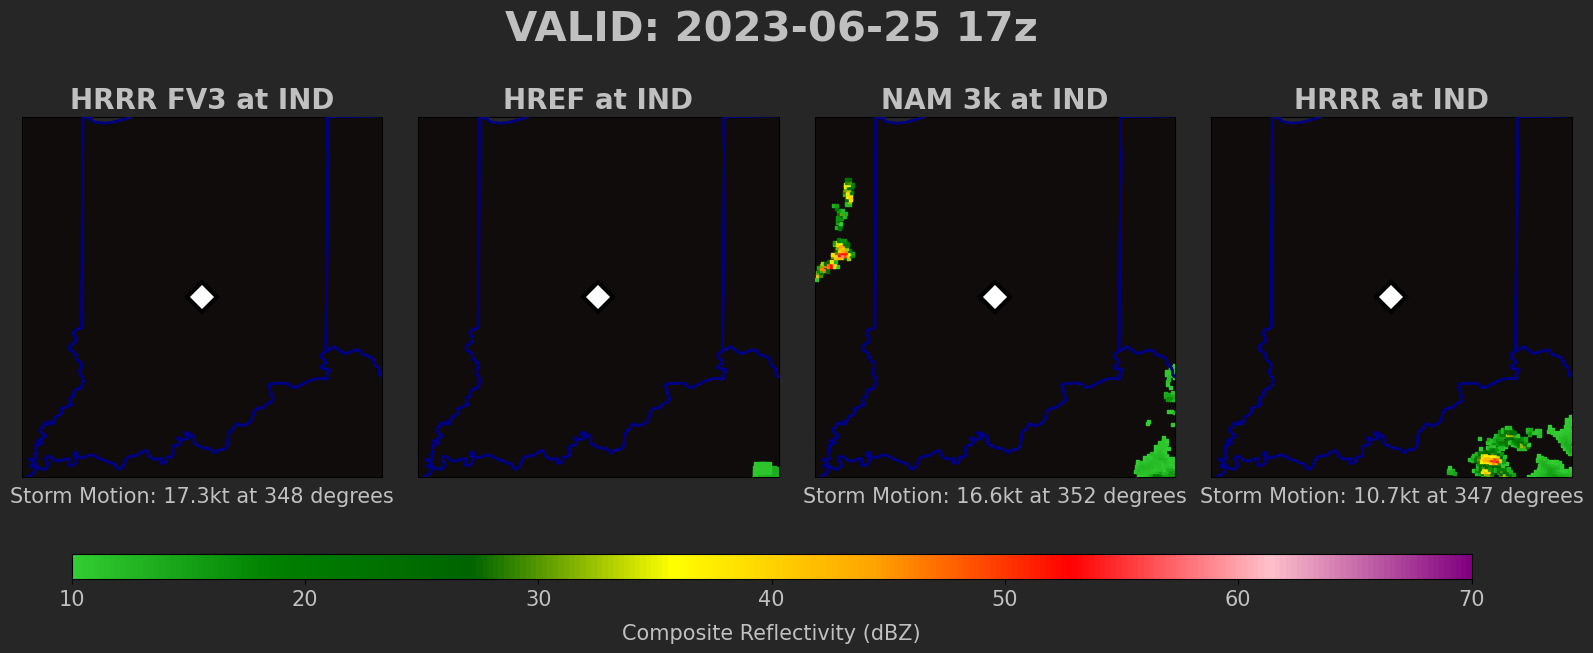 VALID: 2023-06-25 17z
HRRR FV3 at IND
HREF at IND
NAM 3k at IND
HRRR at IND
Storm Motion: 17.3kt at 348 degrees
Storm Motion: 16.6kt at 352 degrees
Storm Motion: 10.7kt at 347 degrees
10 20 30 40 50 60 70
Composite Reflectivity (dBZ)